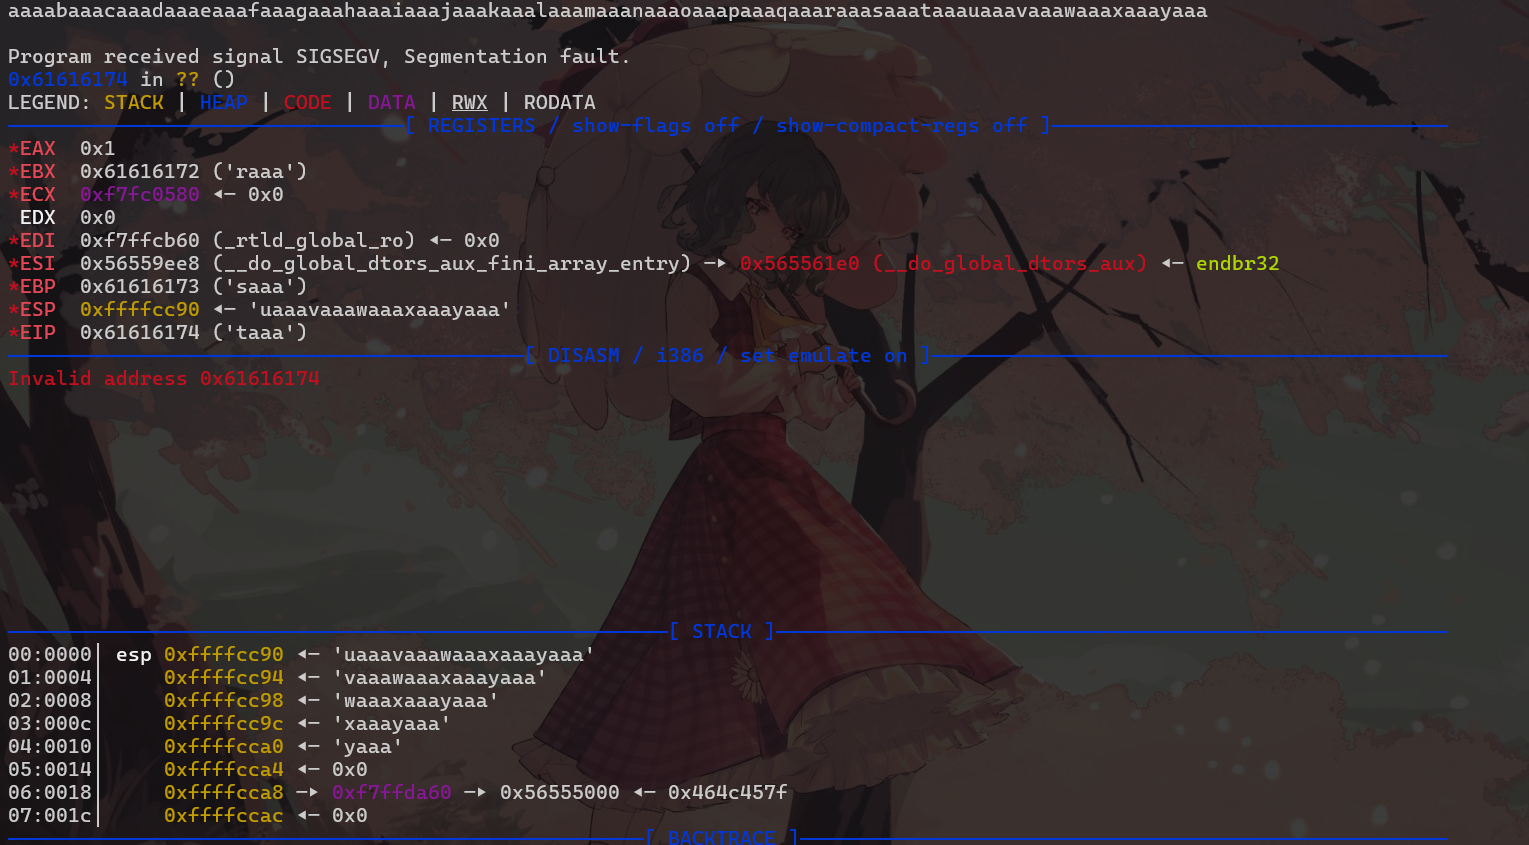 aaaabaaacaaadaaaeaaafaaagaaahaaaiaaajaaakaaalaaamaaanaaaoaaapaaaqaaaraaasaaataaauaaavaaawaaaxaaayaaa
Program received signal SIGSEGV, Segmentation fault.
0x61616174 in ?? ()
LEGEND: STACK | HEAP | CODE | DATA | RWX | RODATA
[ REGISTERS / show-flags off / show-compact-regs off ]
*EAX  0x1
*EBX  0x61616172 ('raaa')
*ECX  0xf7fc0580 ◂— 0x0
 EDX  0x0
*EDI  0xf7ffcb60 (_rtld_global_ro) ◂— 0x0
*ESI  0x56559ee8 (__do_global_dtors_aux_fini_array_entry) —▸ 0x565561e0 (__do_global_dtors_aux) ◂— endbr32
*EBP  0x61616173 ('saaa')
*ESP  0xffffcc90 ◂— 'uaaavaaawaaaxaaayaaa'
*EIP  0x61616174 ('taaa')
[ DISASM / i386 / set emulate on ]
Invalid address 0x61616174
[ STACK ]
00:0000│ esp 0xffffcc90 ◂— 'uaaavaaawaaaxaaayaaa'
01:0004│     0xffffcc94 ◂— 'vaaawaaaxaaayaaa'
02:0008│     0xffffcc98 ◂— 'waaaxaaayaaa'
03:000c│     0xffffcc9c ◂— 'xaaayaaa'
04:0010│     0xffffcca0 ◂— 'yaaa'
05:0014│     0xffffcca4 ◂— 0x0
06:0018│     0xffffcca8 —▸ 0xf7ffda60 —▸ 0x56555000 ◂— 0x464c457f
07:001c│     0xffffccac ◂— 0x0
[ BACKTRACE ]